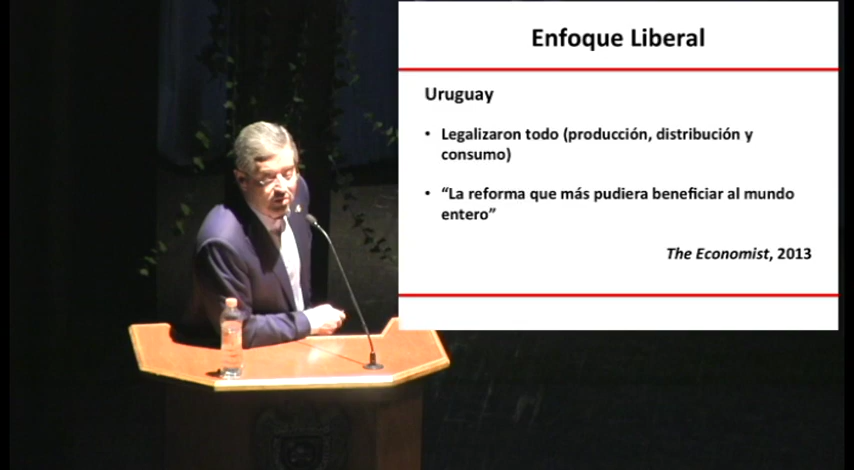 Enfoque Liberal
Uruguay
• Legalizaron todo (producción, distribución y
consumo)
• “La reforma que más pudiera beneficiar al mundo
entero”
The Economist, 2013